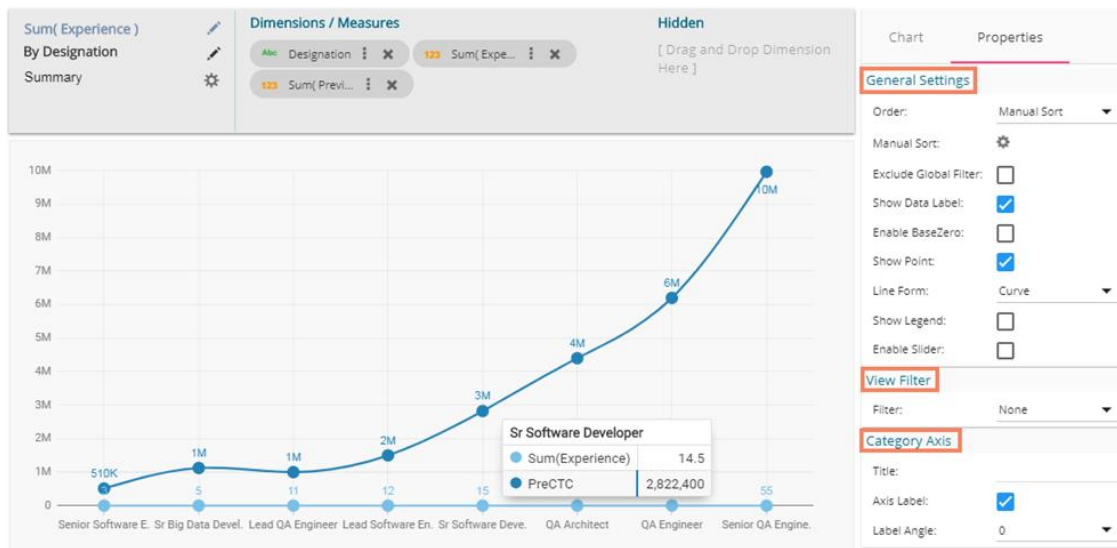 Sum( Experience )
By Designation
Summary
Dimensions / Measures
Abc Designation
123 Sum( Expe...
123 Sum( Previ...
Hidden
[ Drag and Drop Dimension
Here ]
10M
9M
8M
7M
6M
5M
4M
3M
2M
1M
0
510K
1M
1M
2M
3M
4M
6M
10M
3
5
11
12
15
55
Sr Software Developer
Sum(Experience) 14.5
PreCTC 2,822,400
Senior Software E. Sr Big Data Devel. Lead QA Engineer Lead Software En. Sr Software Deve. QA Architect QA Engineer Senior QA Engine.
Chart Properties
General Settings
Order: Manual Sort
Manual Sort:
Exclude Global Filter:
Show Data Label:
Enable BaseZero:
Show Point:
Line Form: Curve
Show Legend:
Enable Slider:
View Filter
Filter: None
Category Axis
Title:
Axis Label:
Label Angle: 0